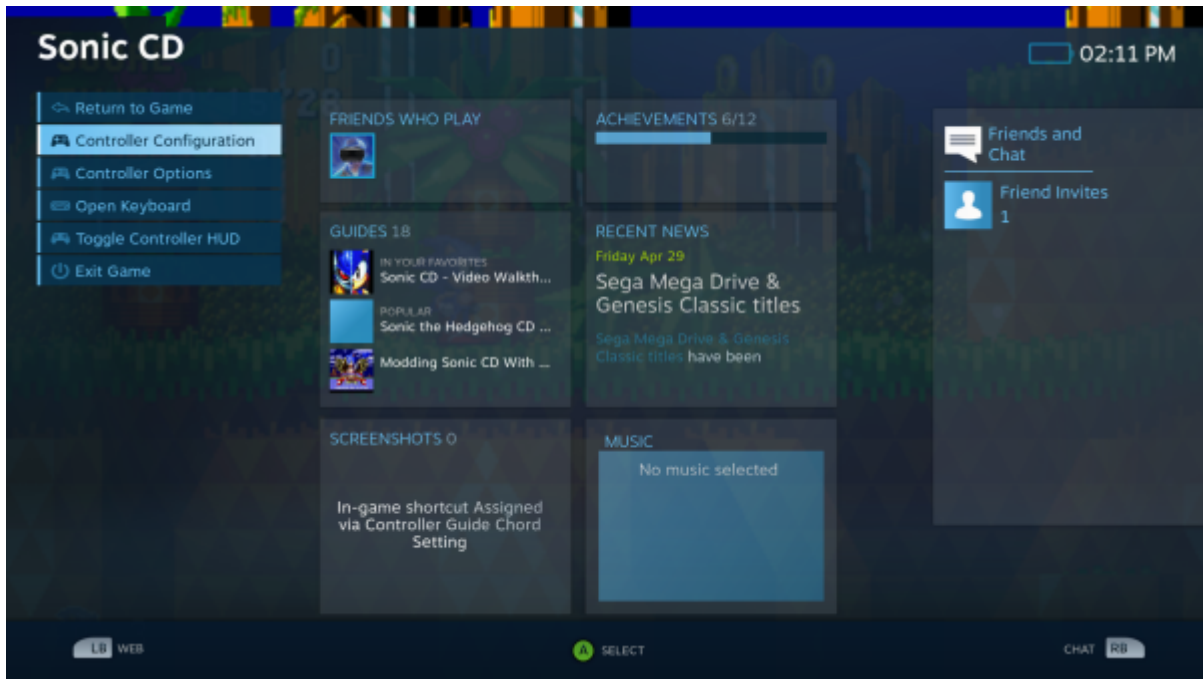 Sonic CD
02:11 PM
Return to Game
Controller Configuration
Controller Options
Open Keyboard
Toggle Controller HUD
Exit Game
FRIENDS WHO PLAY
ACHIEVEMENTS 6/12
GUIDES 18
IN YOUR FAVORITES
Sonic CD - Video Walkth...
POPULAR
Sonic the Hedgehog CD ...
Modding Sonic CD With ...
RECENT NEWS
Friday Apr 29
Sega Mega Drive &
Genesis Classic titles
Sega Mega Drive & Genesis
Classic titles have been
SCREENSHOTS 0
In-game shortcut Assigned
via Controller Guide Chord
Setting
MUSIC
No music selected
Friends and
Chat
Friend Invites
1
LB WEB
A SELECT
CHAT RB